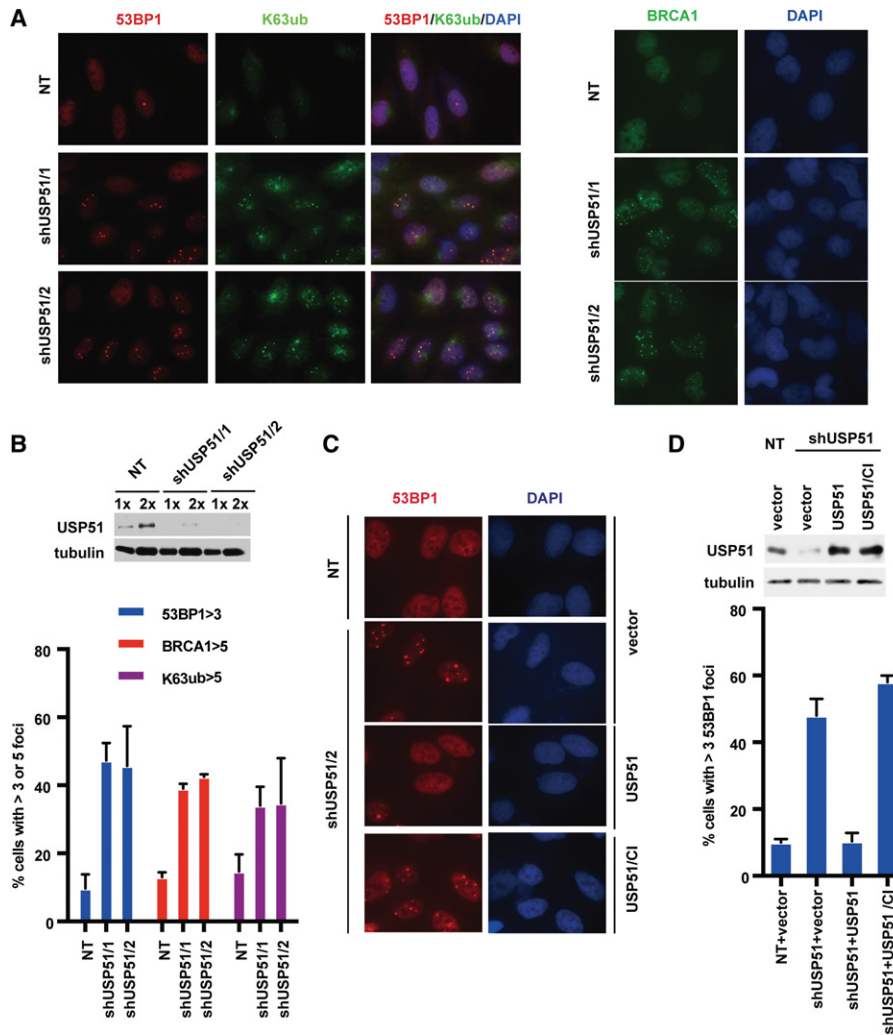 A
53BP1 K63ub 53BP1/K63ub/DAPI
NT
shUSP51/1
shUSP51/2
BRCA1 DAPI
NT
shUSP51/1
shUSP51/2
B
NT shUSP51/1 shUSP51/2
1x 2x 1x 2x 1x 2x
USP51
tubulin
53BP1>3
BRCA1>5
K63ub>5
% cells with > 3 or 5 foci
80
60
40
20
0
NT shUSP51/1 shUSP51/2 NT shUSP51/1 shUSP51/2 NT shUSP51/1 shUSP51/2
C
53BP1 DAPI
NT
shUSP51/2
vector
USP51
USP51/CI
D
NT shUSP51
vector vector USP51 USP51/CI
USP51
tubulin
% cells with > 3 53BP1 foci
80
60
40
20
0
NT+vector shUSP51+vector shUSP51+USP51 shUSP51+USP51 /CI